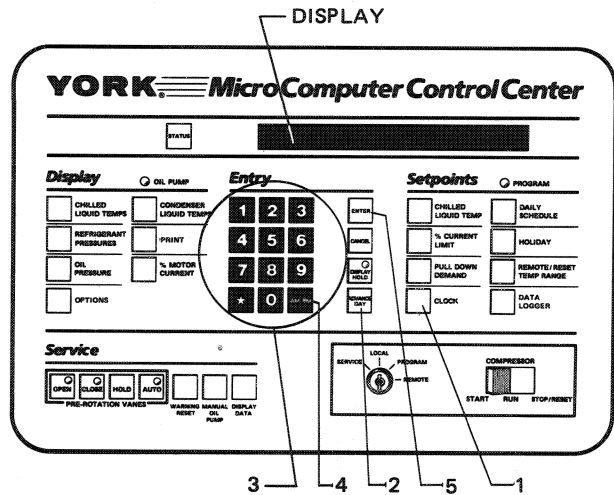 DISPLAY
YORK® MicroComputer Control Center
STATUS
Display
OIL PUMP
CHILLED LIQUID TEMPS
CONDENSER LIQUID TEMPS
REFRIGERANT PRESSURES
PRINT
OIL PRESSURE
% MOTOR CURRENT
OPTIONS
Entry
1 2 3
4 5 6
7 8 9
* 0 AM/PM
ENTER
CANCEL
DISPLAY HOLD
ADVANCE DAY
Setpoints
PROGRAM
CHILLED LIQUID TEMP
DAILY SCHEDULE
% CURRENT LIMIT
HOLIDAY
PULL DOWN DEMAND
REMOTE/RESET TEMP RANGE
CLOCK
DATA LOGGER
Service
OPEN CLOSE HOLD AUTO
PRE-ROTATION VANES
WARNING RESET
MANUAL OIL PUMP
DISPLAY DATA
SERVICE
LOCAL
PROGRAM
REMOTE
COMPRESSOR
START RUN STOP/RESET
3 4 2 5 1